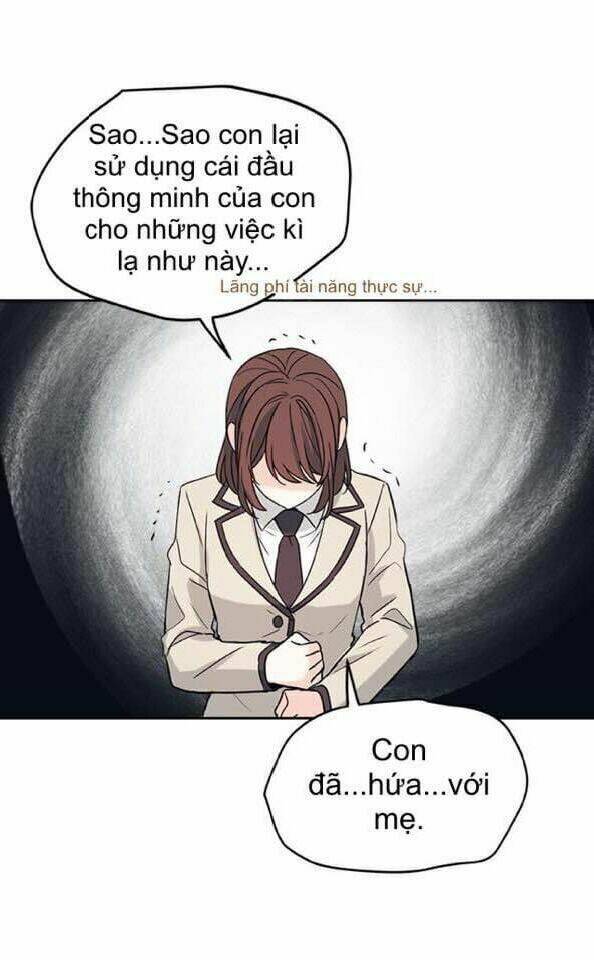 Sao...Sao con lại
sử dụng cái đầu
thông minh của con
cho những việc kì
lạ như này...
Lãng phí tài năng thực sự...
Con
đã...hứa...với
mẹ.